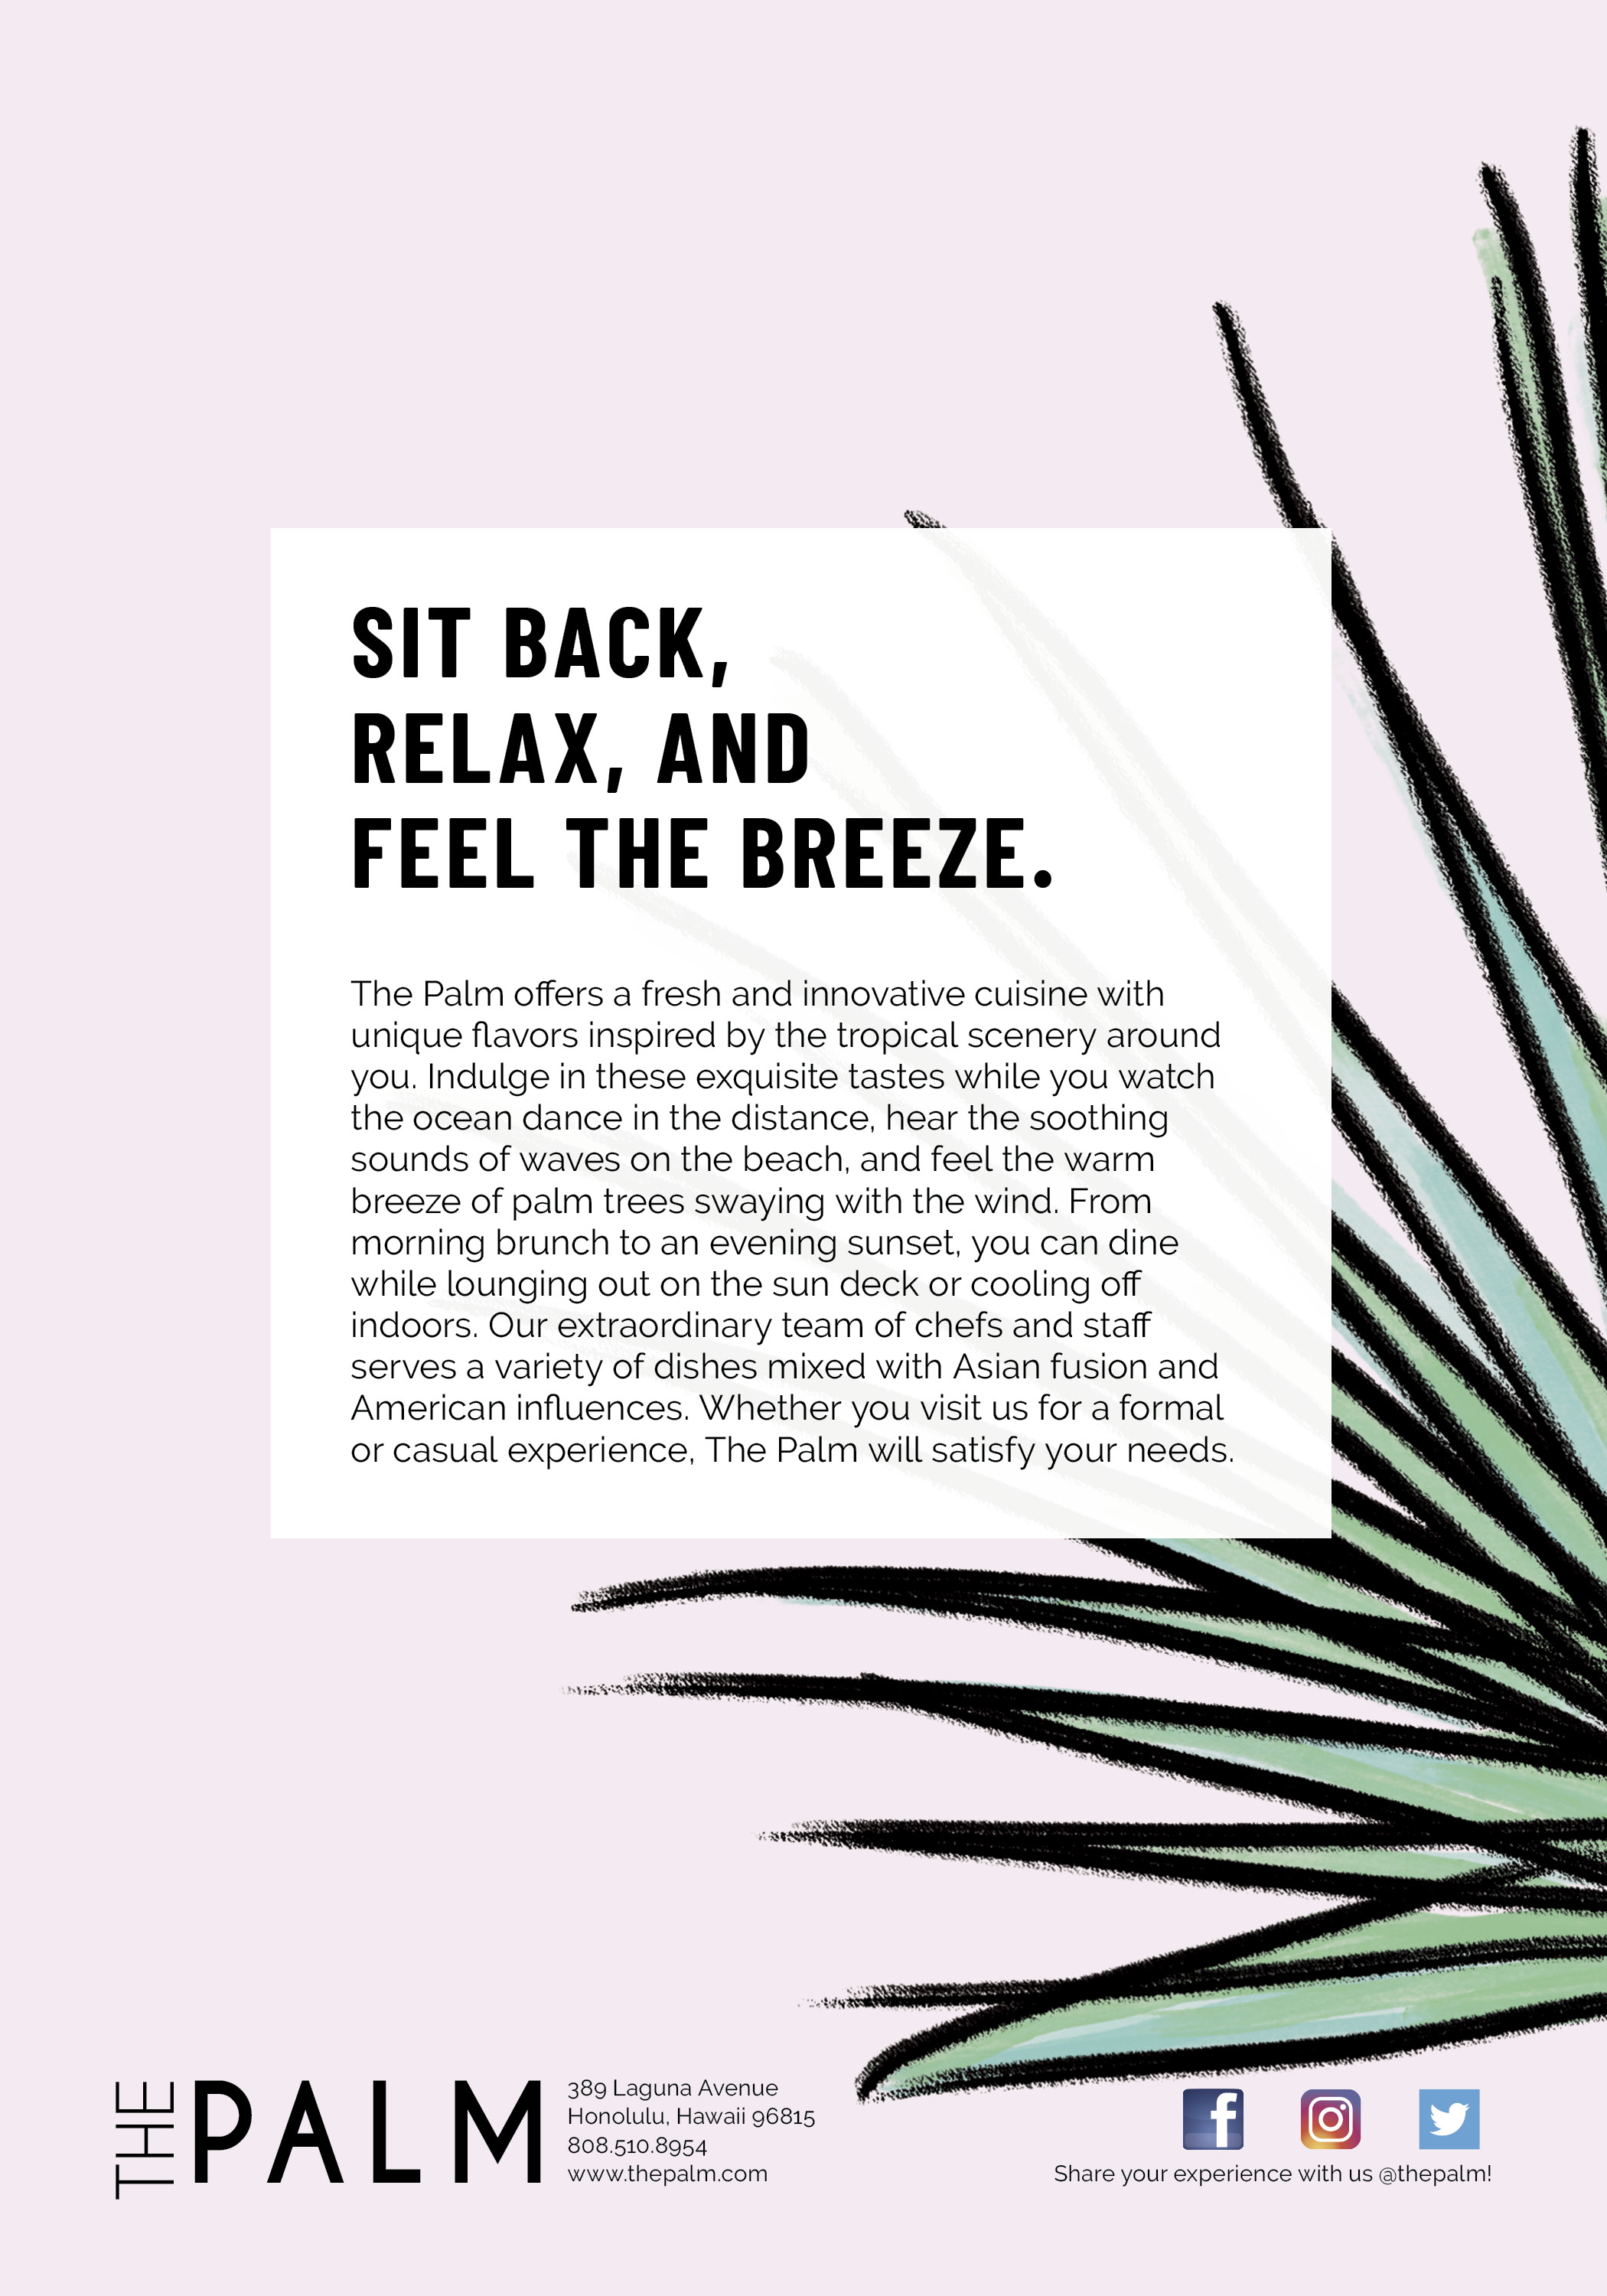 SIT BACK,
RELAX, AND
FEEL THE BREEZE.
The Palm offers a fresh and innovative cuisine with
unique flavors inspired by the tropical scenery around
you. Indulge in these exquisite tastes while you watch
the ocean dance in the distance, hear the soothing
sounds of waves on the beach, and feel the warm
breeze of palm trees swaying with the wind. From
morning brunch to an evening sunset, you can dine
while lounging out on the sun deck or cooling off
indoors. Our extraordinary team of chefs and staff
serves a variety of dishes mixed with Asian fusion and
American influences. Whether you visit us for a formal
or casual experience, The Palm will satisfy your needs.
THE PALM
389 Laguna Avenue
Honolulu, Hawaii 96815
808.510.8954
www.thepalm.com
Share your experience with us @thepalm!